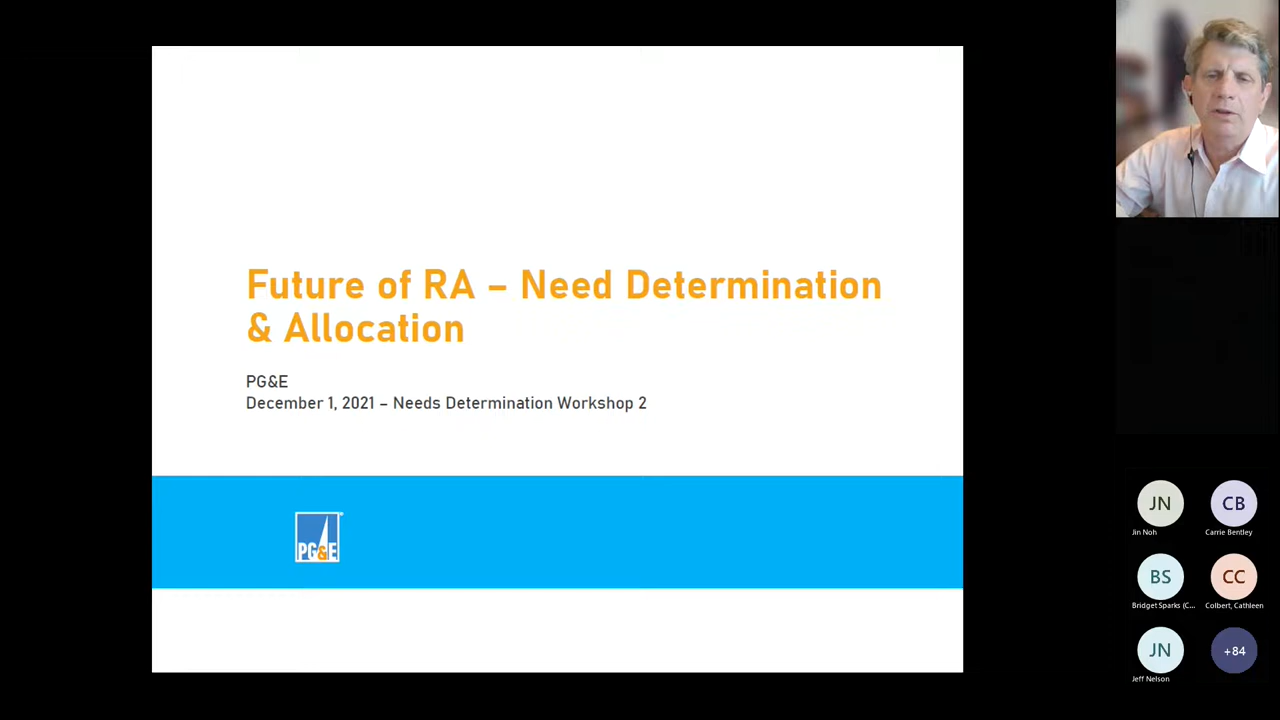 Future of RA – Need Determination
& Allocation
PG&E
December 1, 2021 – Needs Determination Workshop 2
PG&E
JN
Jin Noh
CB
Carrie Bentley
BS
Bridget Sparks (C...
CC
Colbert, Cathleen
JN
Jeff Nelson
+84